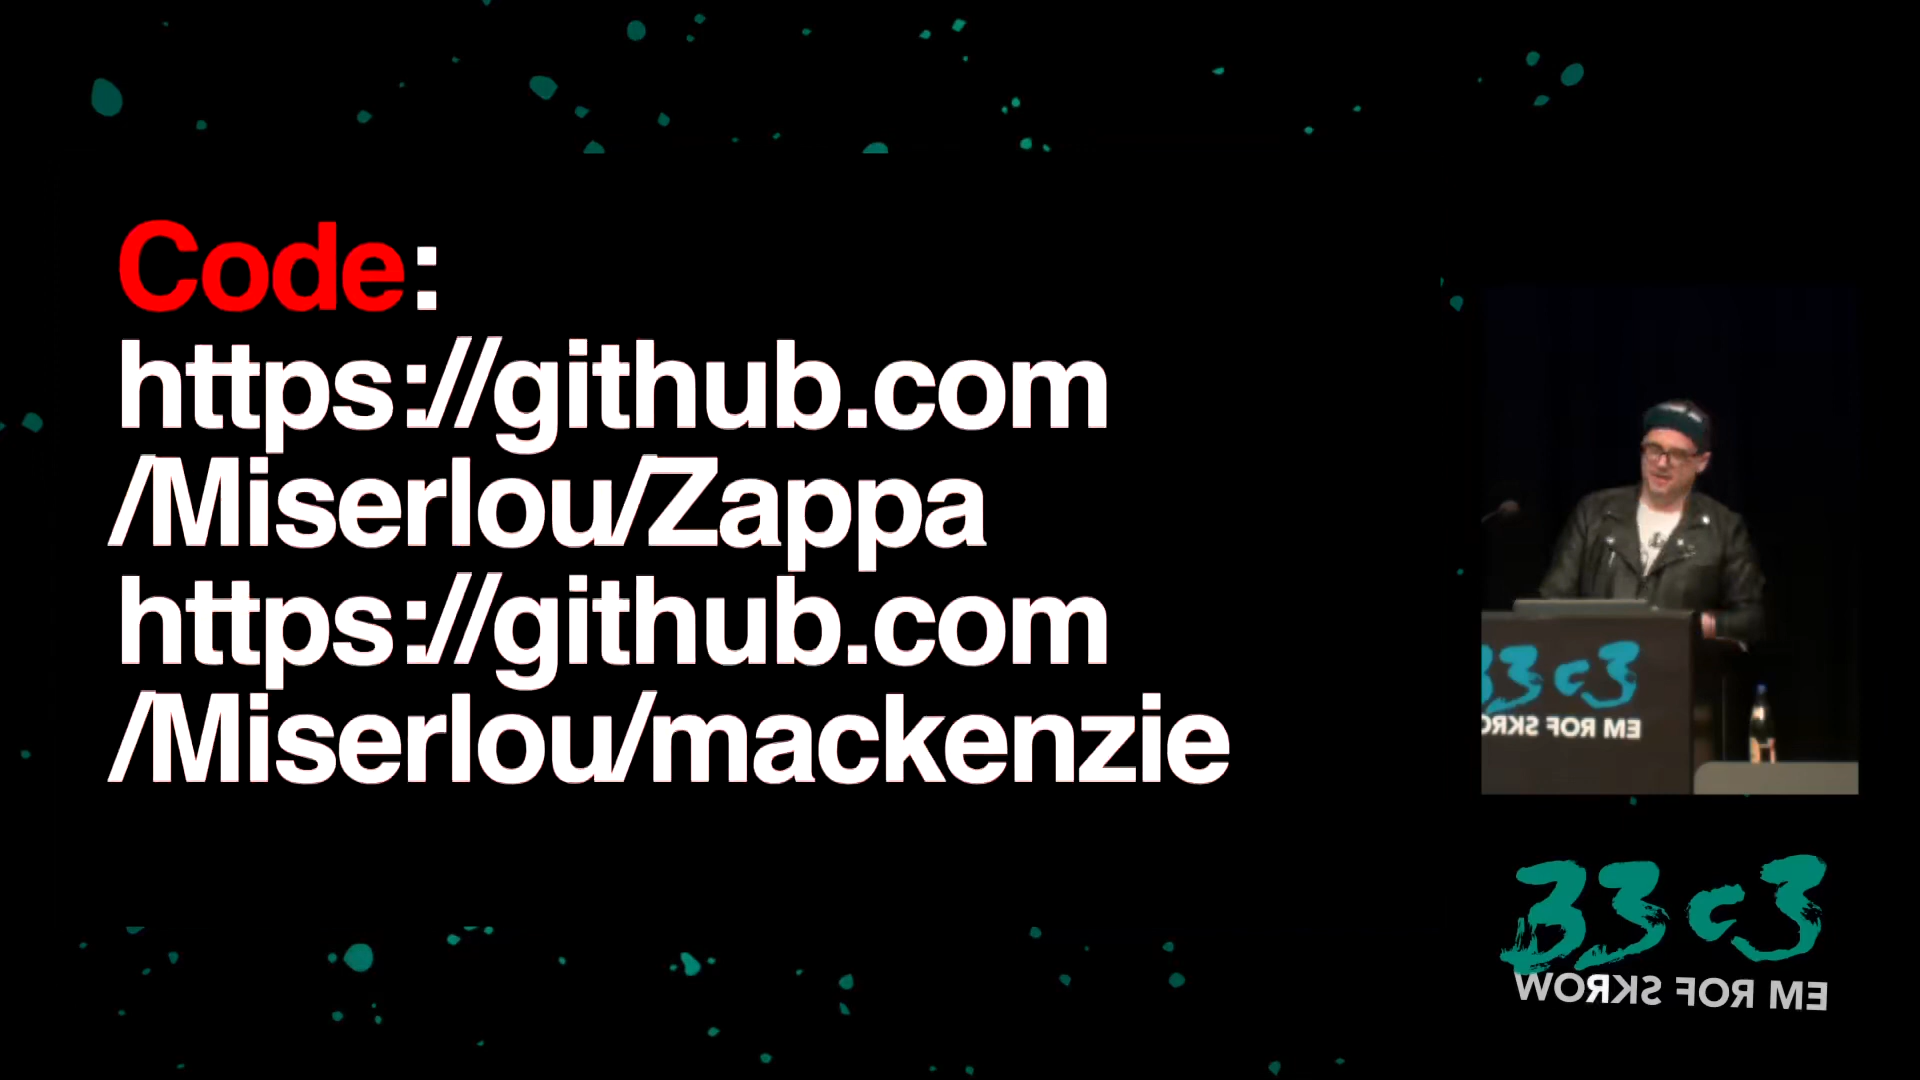 Code:
https://github.com
/Miserlou/Zappa
https://github.com
/Miserlou/mackenzie
33c3
WORKS FOR ME
33c3
WORKS FOR ME